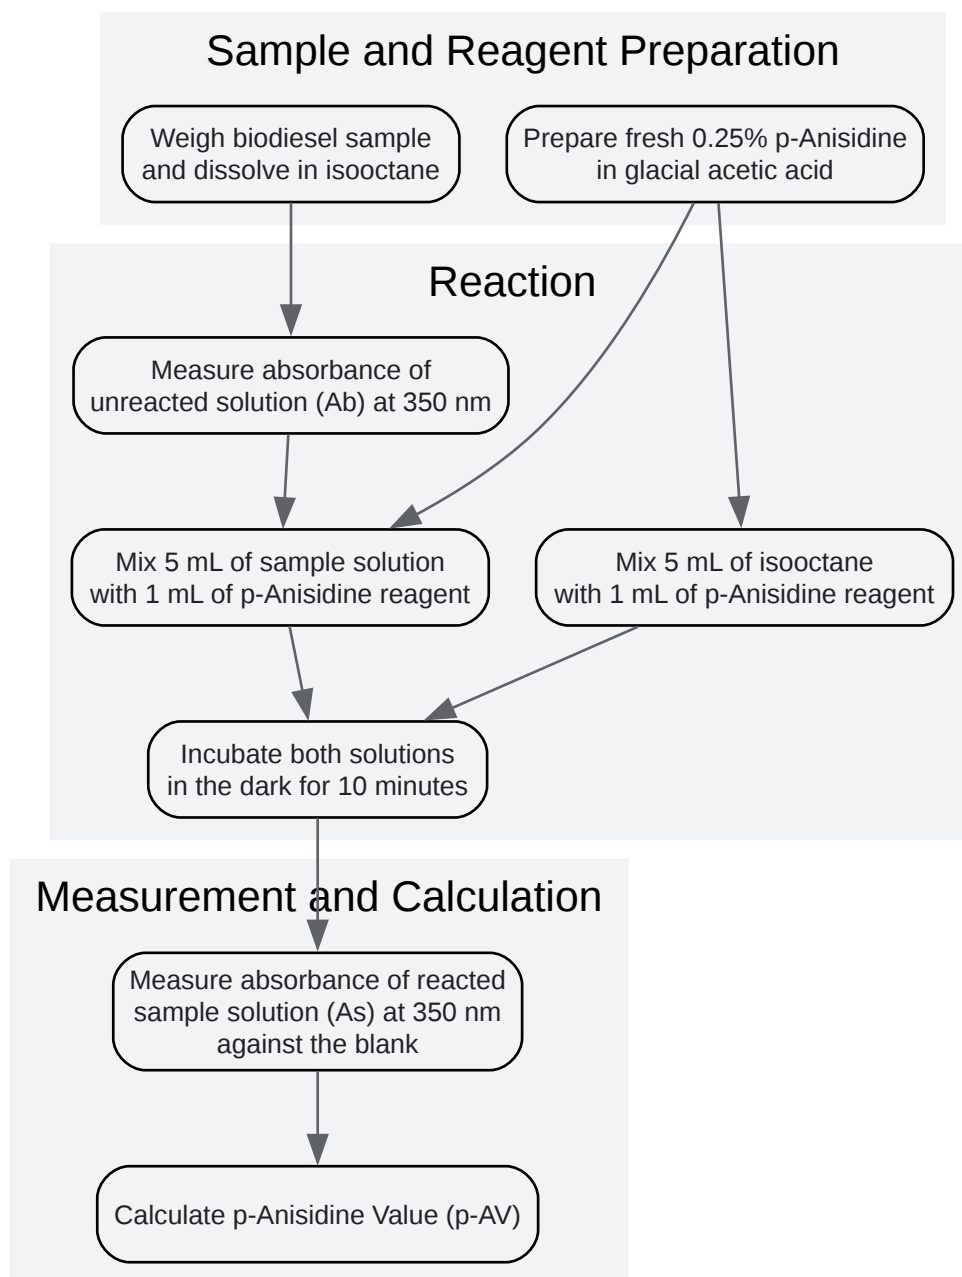 Sample and Reagent Preparation
Weigh biodiesel sample
and dissolve in isooctane
Prepare fresh 0.25% p-Anisidine
in glacial acetic acid
Reaction
Measure absorbance of
unreacted solution (Ab) at 350 nm
Mix 5 mL of sample solution
with 1 mL of p-Anisidine reagent
Mix 5 mL of isooctane
with 1 mL of p-Anisidine reagent
Incubate both solutions
in the dark for 10 minutes
Measurement and Calculation
Measure absorbance of reacted
sample solution (As) at 350 nm
against the blank
Calculate p-Anisidine Value (p-AV)